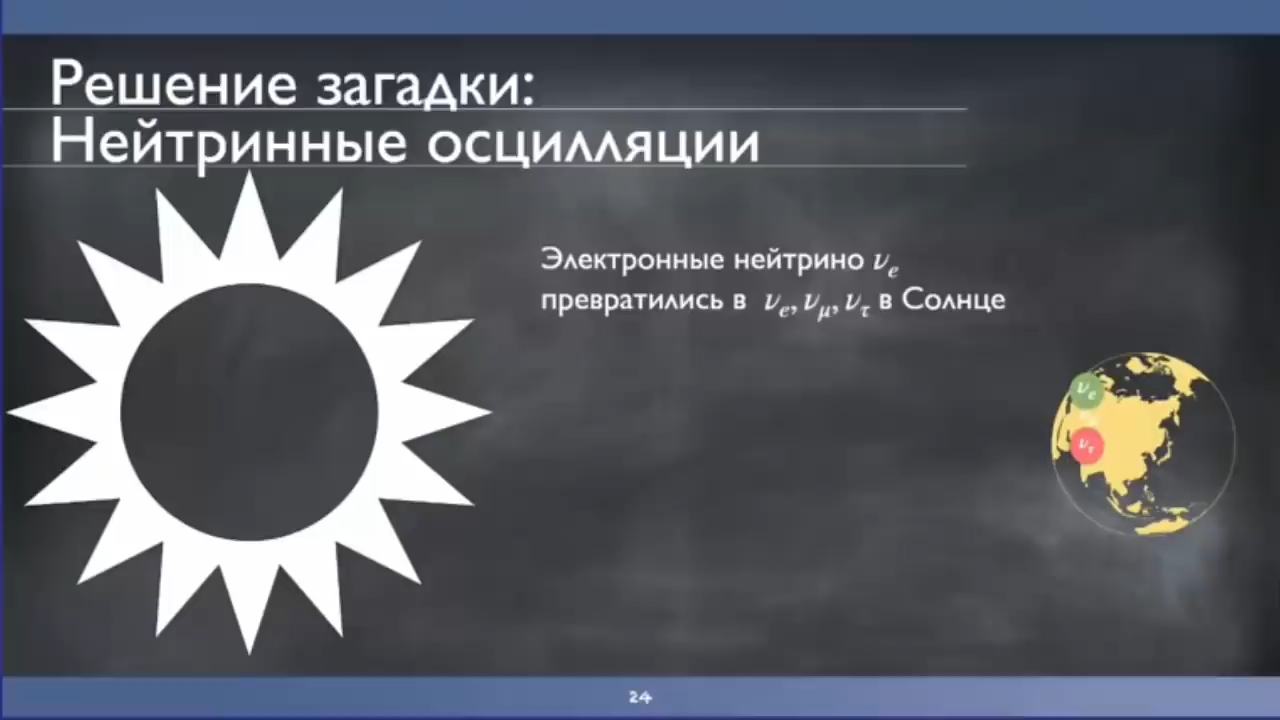 Решение загадки:
Нейтринные осцилляции
Электронные нейтрино νe
превратились в νe, νμ, ντ в Солнце
νe
ντ
24